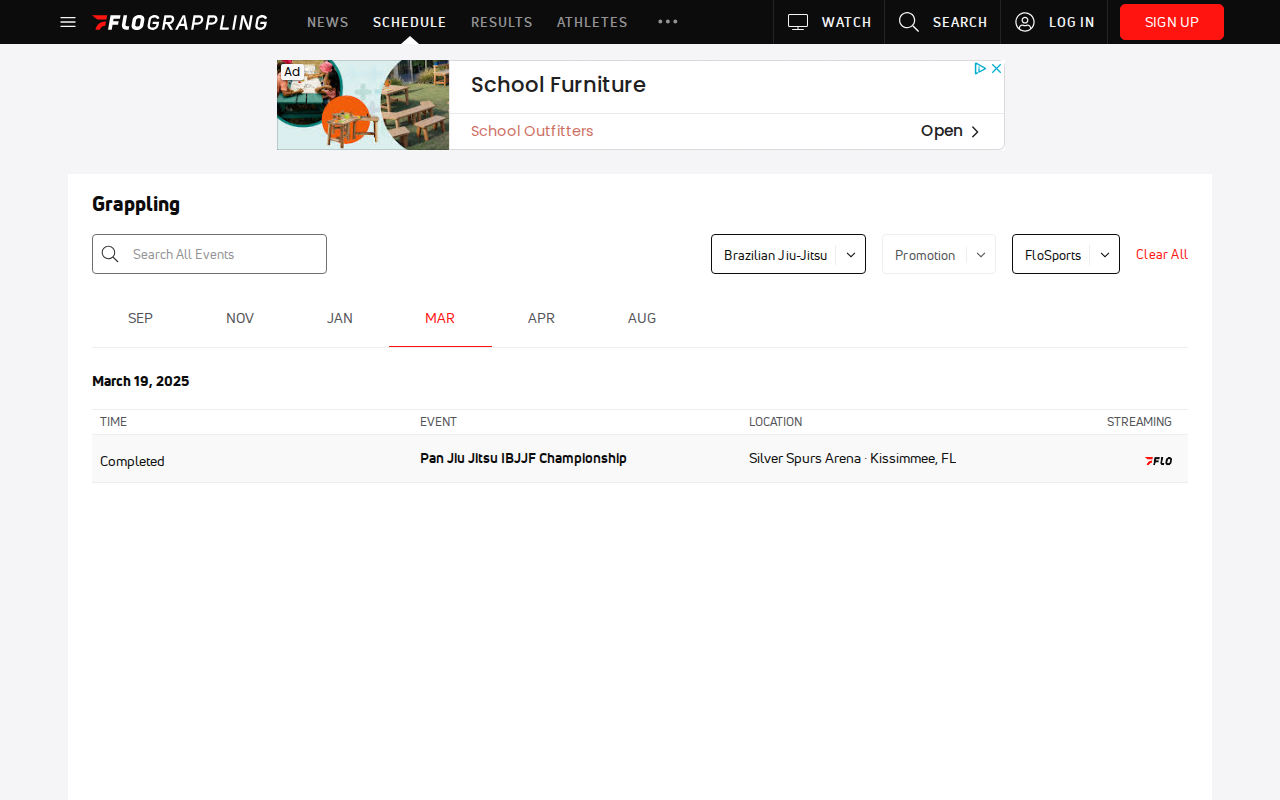 FLOGRAPPLING
NEWS
SCHEDULE
RESULTS
ATHLETES
WATCH
SEARCH
LOG IN
SIGN UP
Ad
School Furniture
School Outfitters
Open
Grappling
Search All Events
Brazilian Jiu-Jitsu
Promotion
FloSports
Clear All
SEP
NOV
JAN
MAR
APR
AUG
March 19, 2025
TIME
EVENT
LOCATION
STREAMING
Completed
Pan Jiu Jitsu IBJJF Championship
Silver Spurs Arena · Kissimmee, FL
FLO